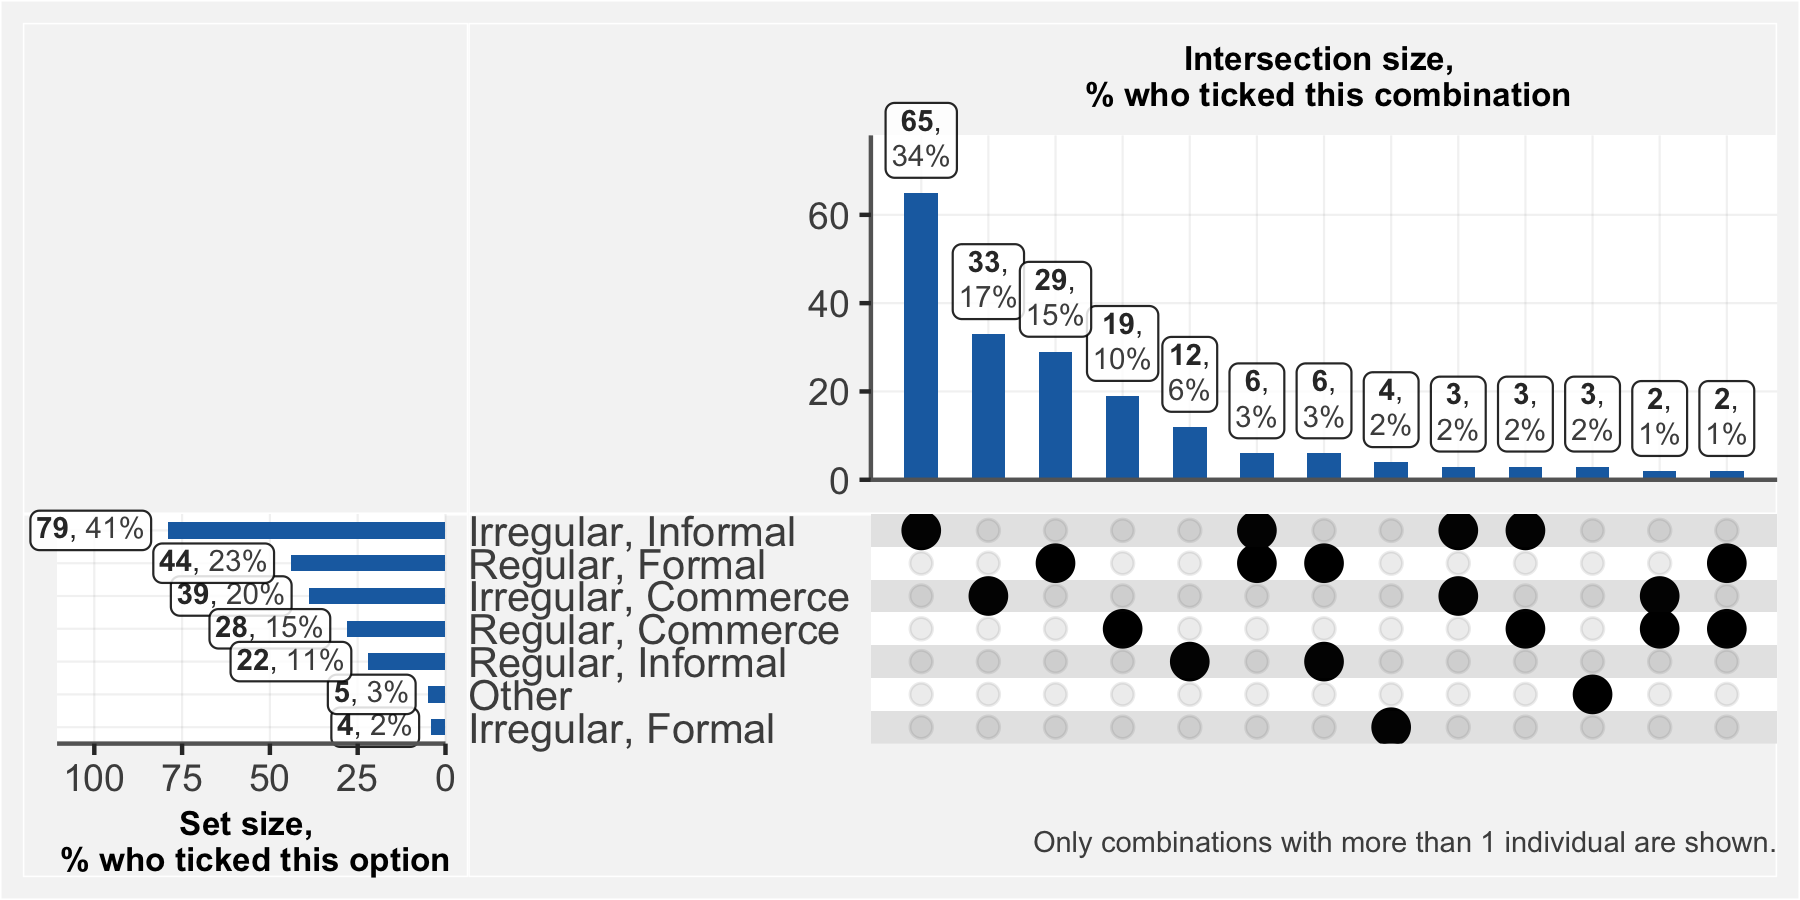 Intersection size,
% who ticked this combination
65,
34%
33,
17%
29,
15%
19,
10%
12,
6%
6,
3%
6,
3%
4,
2%
3,
2%
3,
2%
3,
2%
2,
1%
2,
1%
60
40
20
0
79, 41%
Irregular, Informal
44, 23%
Regular, Formal
39, 20%
Irregular, Commerce
28, 15%
Regular, Commerce
22, 11%
Regular, Informal
5, 3%
Other
4, 2%
Irregular, Formal
100 75 50 25 0
Set size,
% who ticked this option
Only combinations with more than 1 individual are shown.